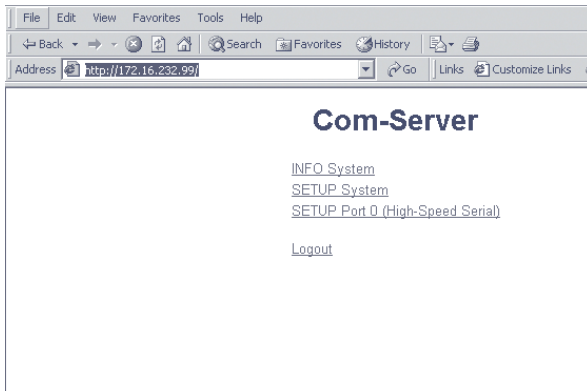 File Edit View Favorites Tools Help
Back Search Favorites History
Address http://172.16.232.99/ Go Links Customize Links
Com-Server
INFO System
SETUP System
SETUP Port 0 (High-Speed Serial)
Logout